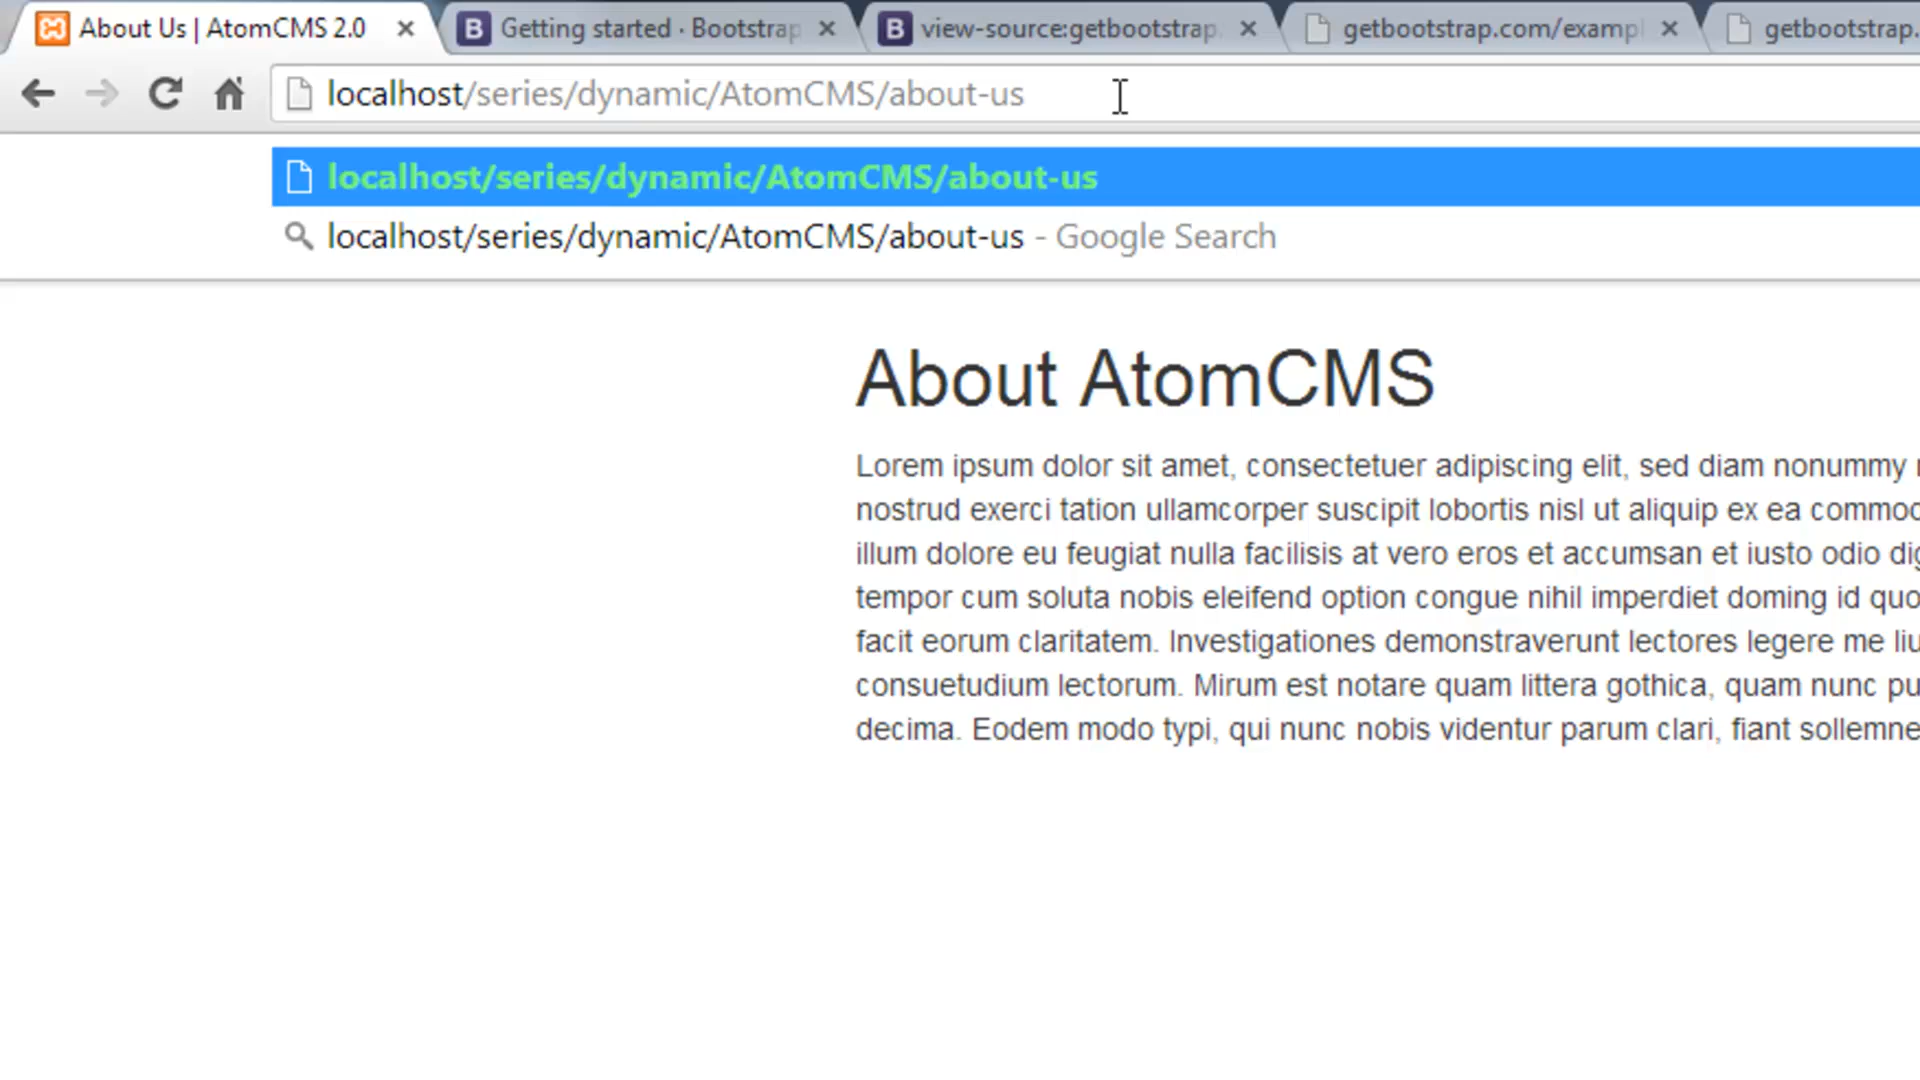 About Us | AtomCMS 2.0
Getting started · Bootstrap
view-source:getbootstrap.
getbootstrap.com/exampl
getbootstrap.
localhost/series/dynamic/AtomCMS/about-us
localhost/series/dynamic/AtomCMS/about-us
localhost/series/dynamic/AtomCMS/about-us - Google Search
About AtomCMS
Lorem ipsum dolor sit amet, consectetuer adipiscing elit, sed diam nonummy
nostrud exerci tation ullamcorper suscipit lobortis nisl ut aliquip ex ea commod
illum dolore eu feugiat nulla facilisis at vero eros et accumsan et iusto odio dig
tempor cum soluta nobis eleifend option congue nihil imperdiet doming id quo
facit eorum claritatem. Investigationes demonstraverunt lectores legere me liu
consuetudium lectorum. Mirum est notare quam littera gothica, quam nunc pu
decima. Eodem modo typi, qui nunc nobis videntur parum clari, fiant sollemne